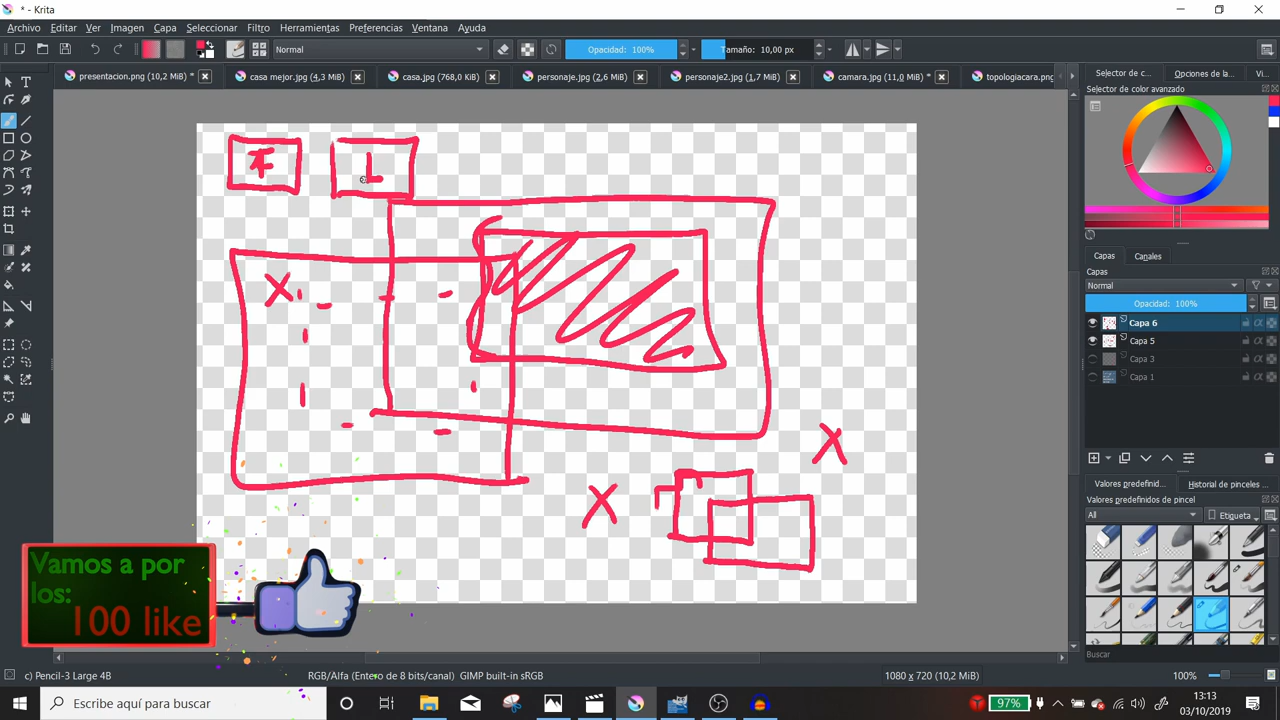 * - Krita
Archivo Editar Ver Imagen Capa Seleccionar Filtro Herramientas Preferencias Ventana Ayuda
Normal Opacidad: 100% Tamaño: 10,00 px
presentacion.png (10,2 MiB) * casa mejor.jpg (4,3 MiB) casa.jpg (768,0 KiB) personaje.jpg (2,6 MiB) personaje2.jpg (1,7 MiB) camara.jpg (11,0 MiB) * topologiacara.png
Selector de c... Opciones de la... Vi...
Selector de color avanzado
F L
X
X
X
Capas Canales
Capas
Normal
Opacidad: 100%
Capa 6
Capa 5
Capa 3
Capa 1
Valores predefinid... Historial de pinceles ...
Valores predefinidos de pincel
All Etiqueta
Buscar
Vamos a por
los:
100 like
c) Pencil-3 Large 4B RGB/Alfa (Entero de 8 bits/canal) GIMP built-in sRGB 1080 x 720 (10,2 MiB) 100%
Escribe aquí para buscar 97% 13:13
03/10/2019